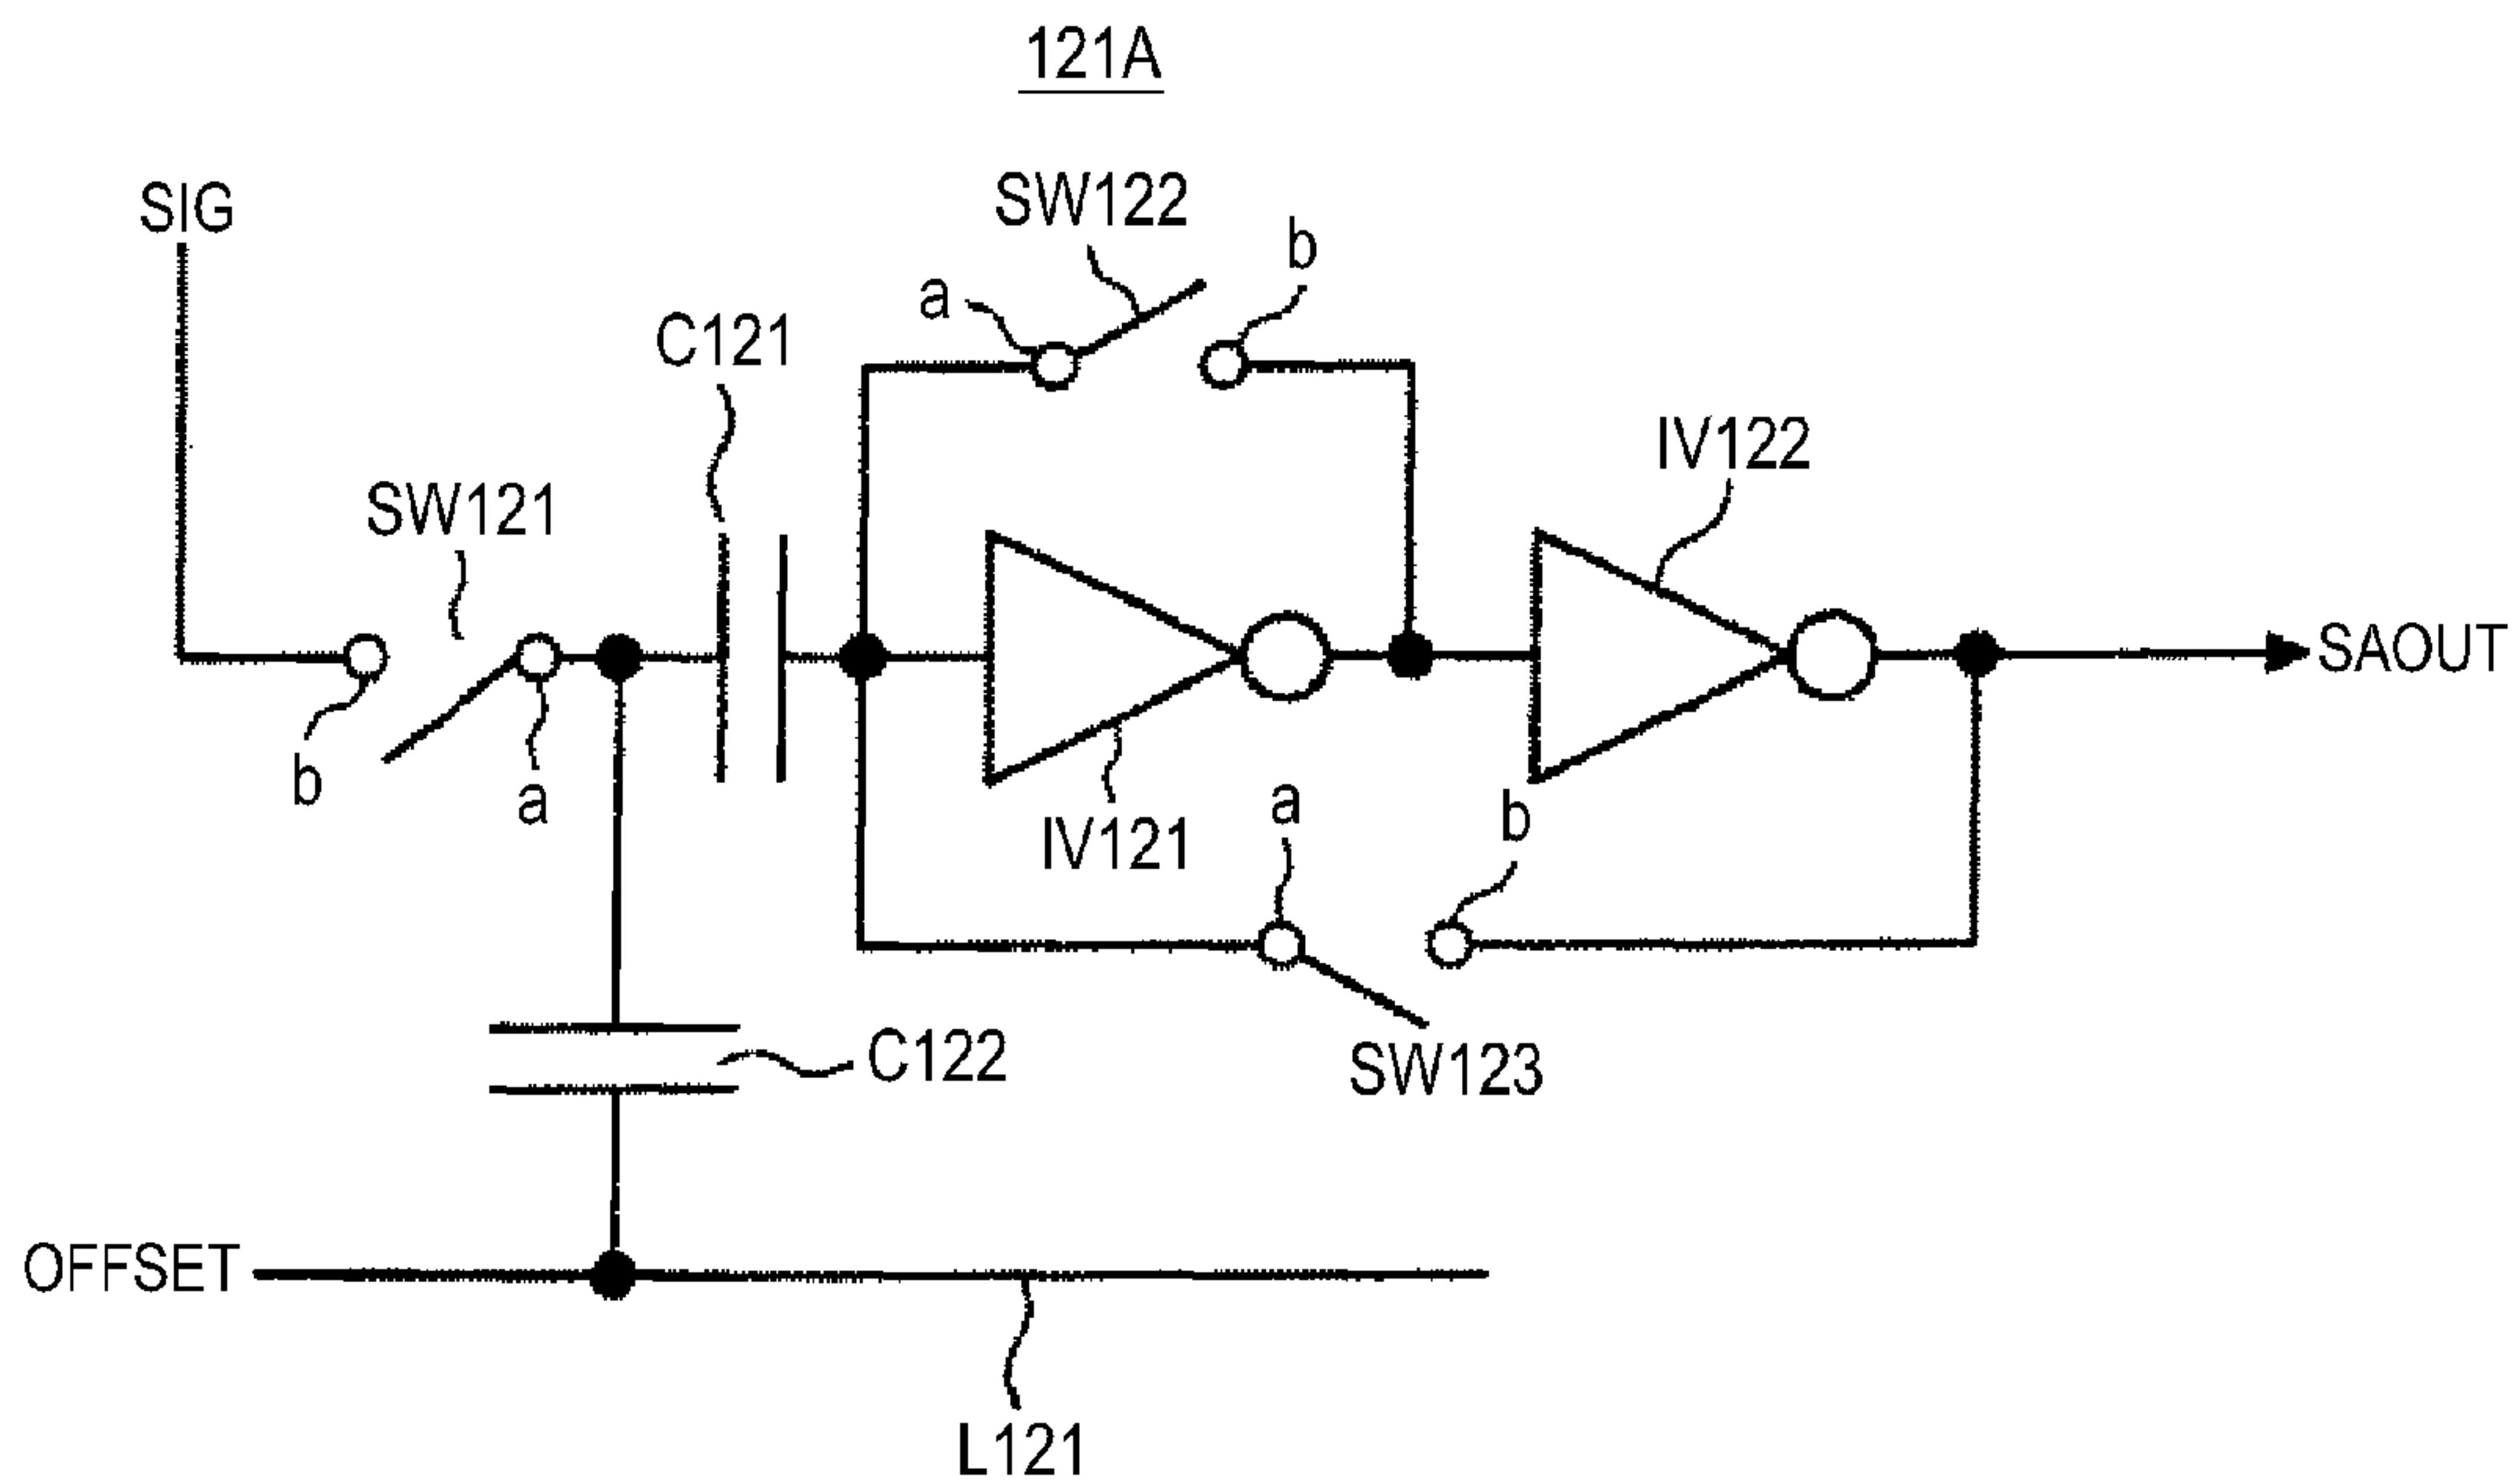 121A
SIG
SW122
a
b
C121
IV122
SW121
b
a
SAOUT
IV121
a
b
C122
SW123
OFFSET
L121